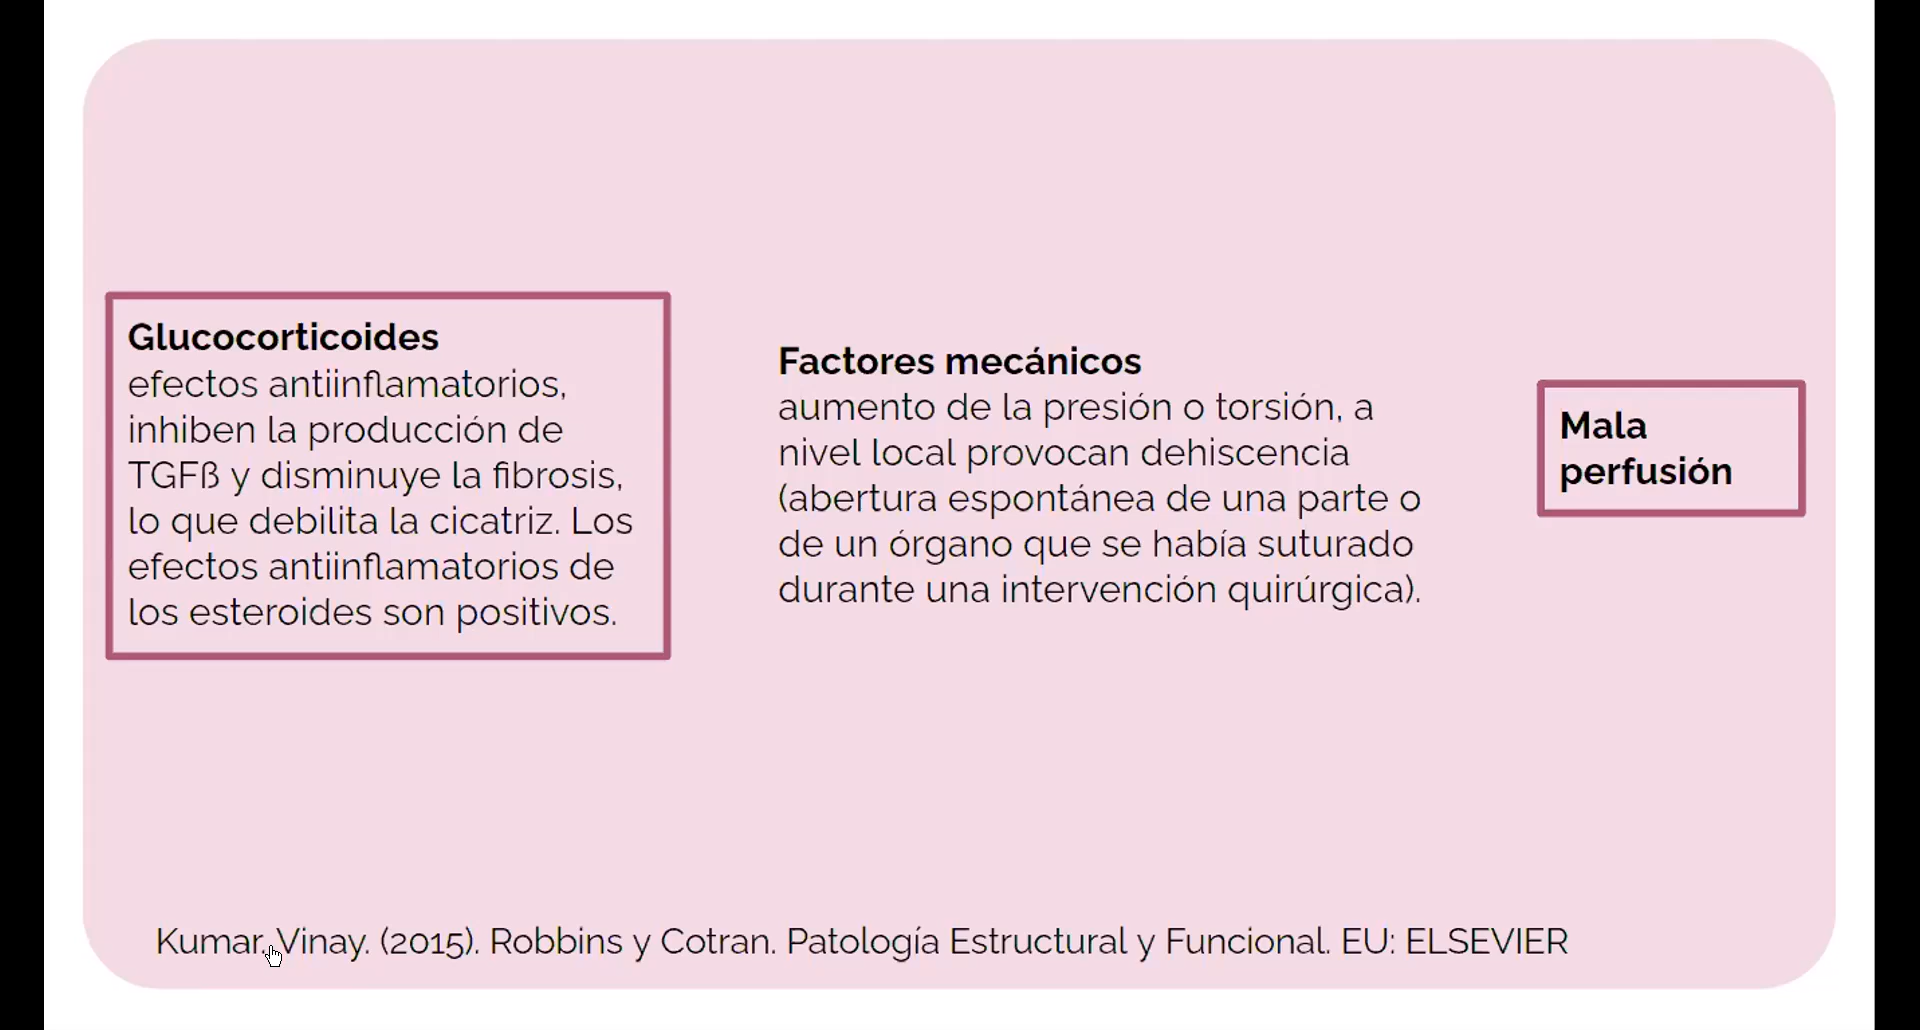 Glucocorticoides
efectos antiinflamatorios,
inhiben la producción de
TGFß y disminuye la fibrosis,
lo que debilita la cicatriz. Los
efectos antiinflamatorios de
los esteroides son positivos.
Factores mecánicos
aumento de la presión o torsión, a
nivel local provocan dehiscencia
(abertura espontánea de una parte o
de un órgano que se había suturado
durante una intervención quirúrgica).
Mala
perfusión
Kumar. Vinay. (2015). Robbins y Cotran. Patología Estructural y Funcional. EU: ELSEVIER